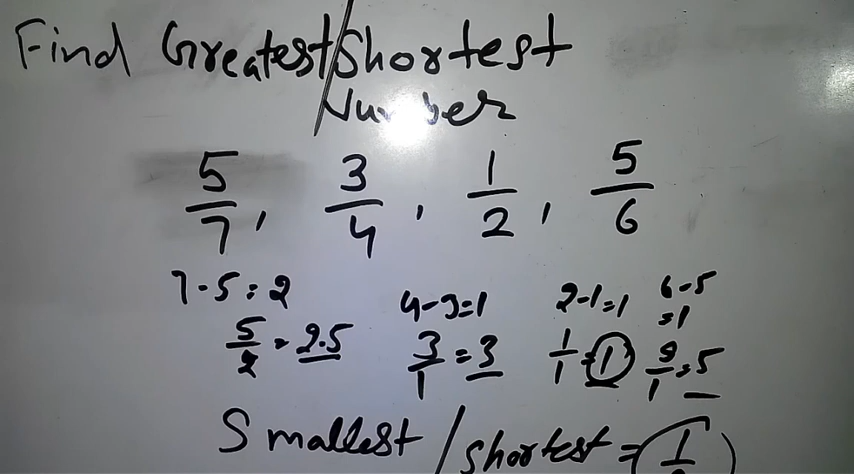 Find Greatest/Shortest
Number
5/7, 3/4, 1/2, 5/6
7-5=2 4-3=1 2-1=1 6-5
=1
5/2=2.5 3/1=3 1/1=1 5/1=5
Smallest/Shortest=(1)